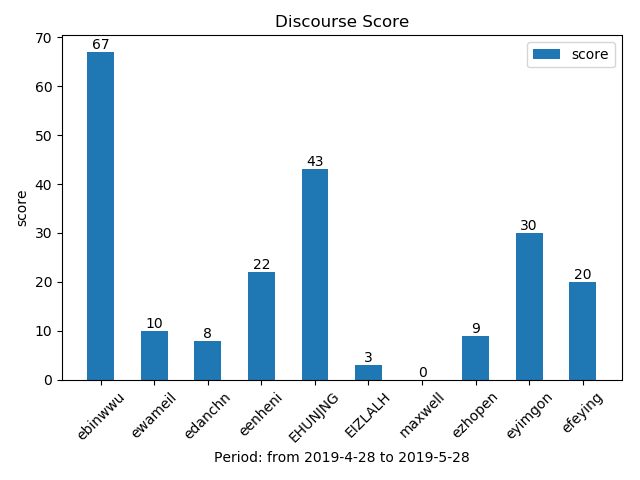 Discourse Score
score
70
60
50
40
30
20
10
0
score
67
10
8
22
43
3
0
9
30
20
ebinwwu
ewameil
edanchn
eenheni
EHUNJNG
EIZLALH
maxwell
ezhopen
eyimgon
efeying
Period: from 2019-4-28 to 2019-5-28